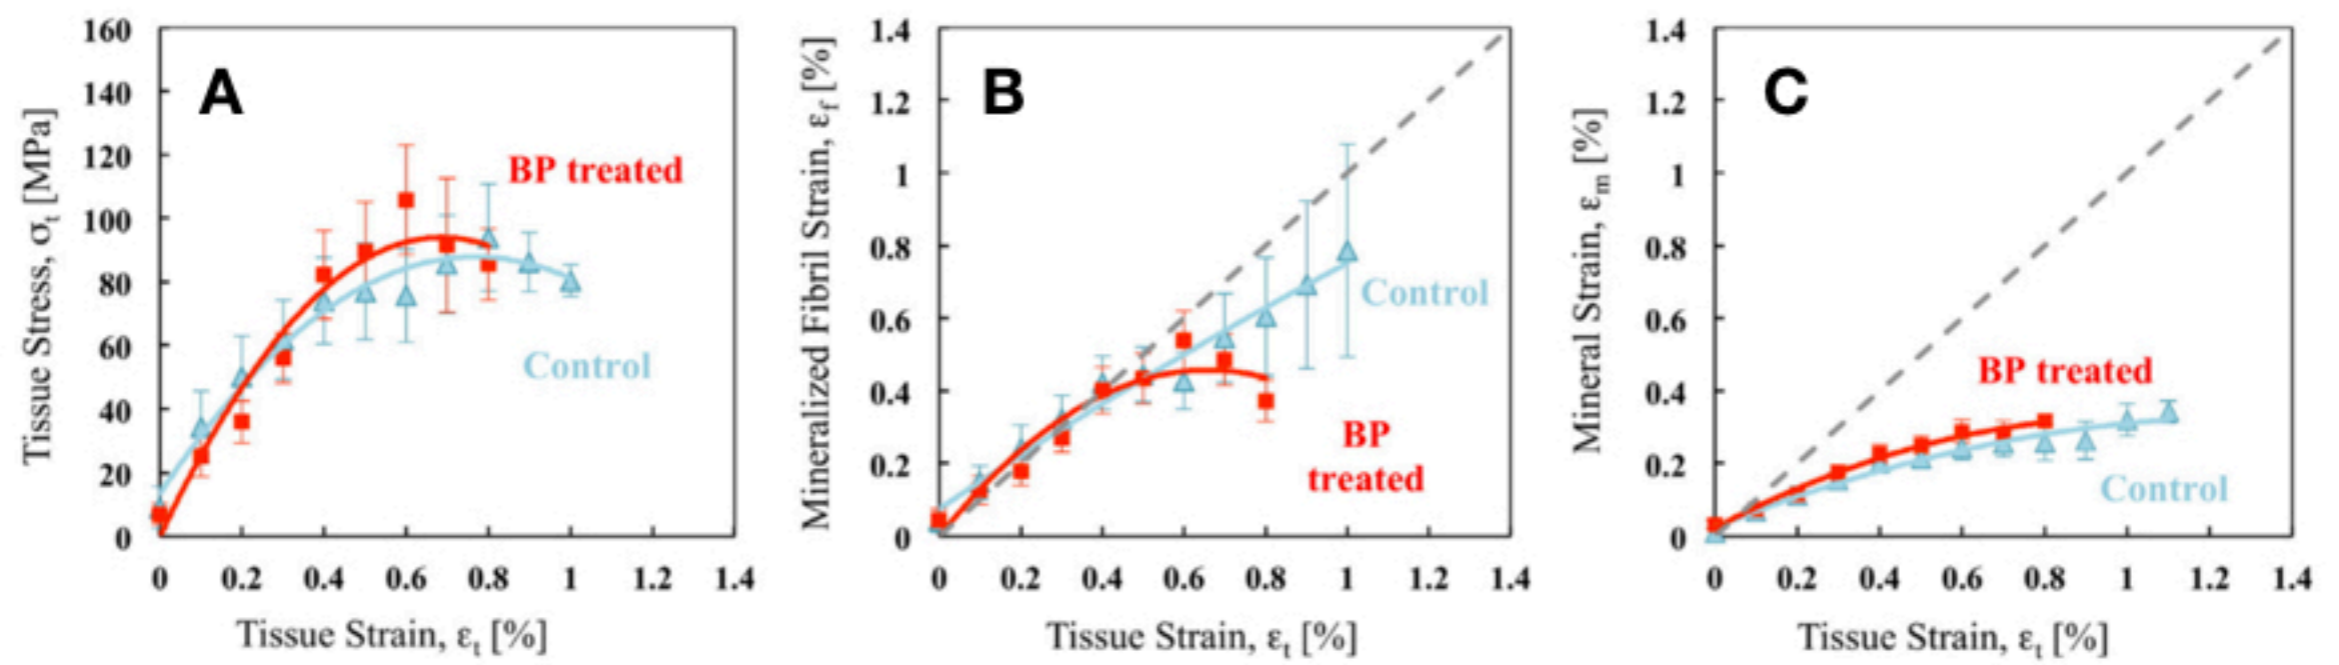 A
Tissue Stress, σt [MPa]
160
140
120
100
80
60
40
20
0
BP treated
Control
0 0.2 0.4 0.6 0.8 1 1.2 1.4
Tissue Strain, εt [%]
B
Mineralized Fibril Strain, εf [%]
1.4
1.2
1
0.8
0.6
0.4
0.2
0
Control
BP
treated
0 0.2 0.4 0.6 0.8 1 1.2 1.4
Tissue Strain, εt [%]
C
Mineral Strain, εm [%]
1.4
1.2
1
0.8
0.6
0.4
0.2
0
BP treated
Control
0 0.2 0.4 0.6 0.8 1 1.2 1.4
Tissue Strain, εt [%]